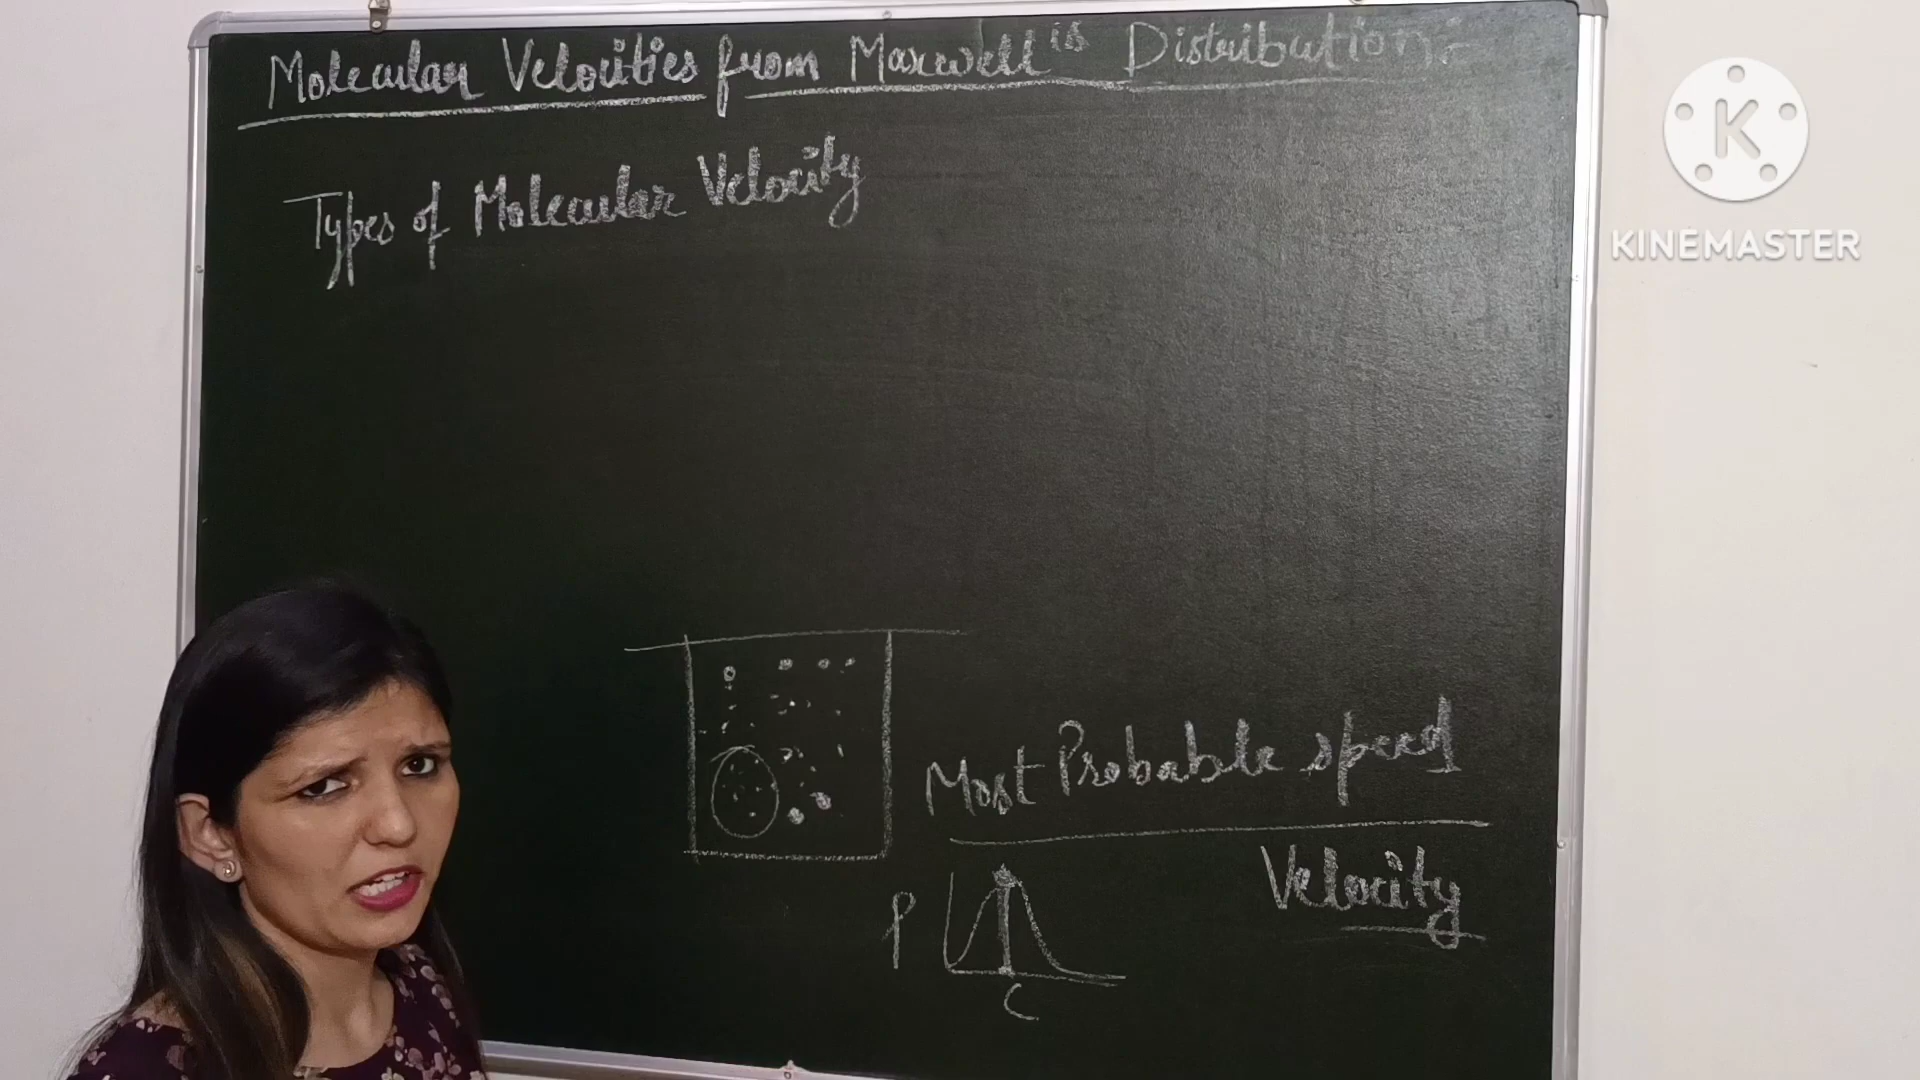 Molecular Velocities from Maxwell's Distribution:-
Types of Molecular Velocity
K
KINEMASTER
Most Probable speed
Velocity
P
C